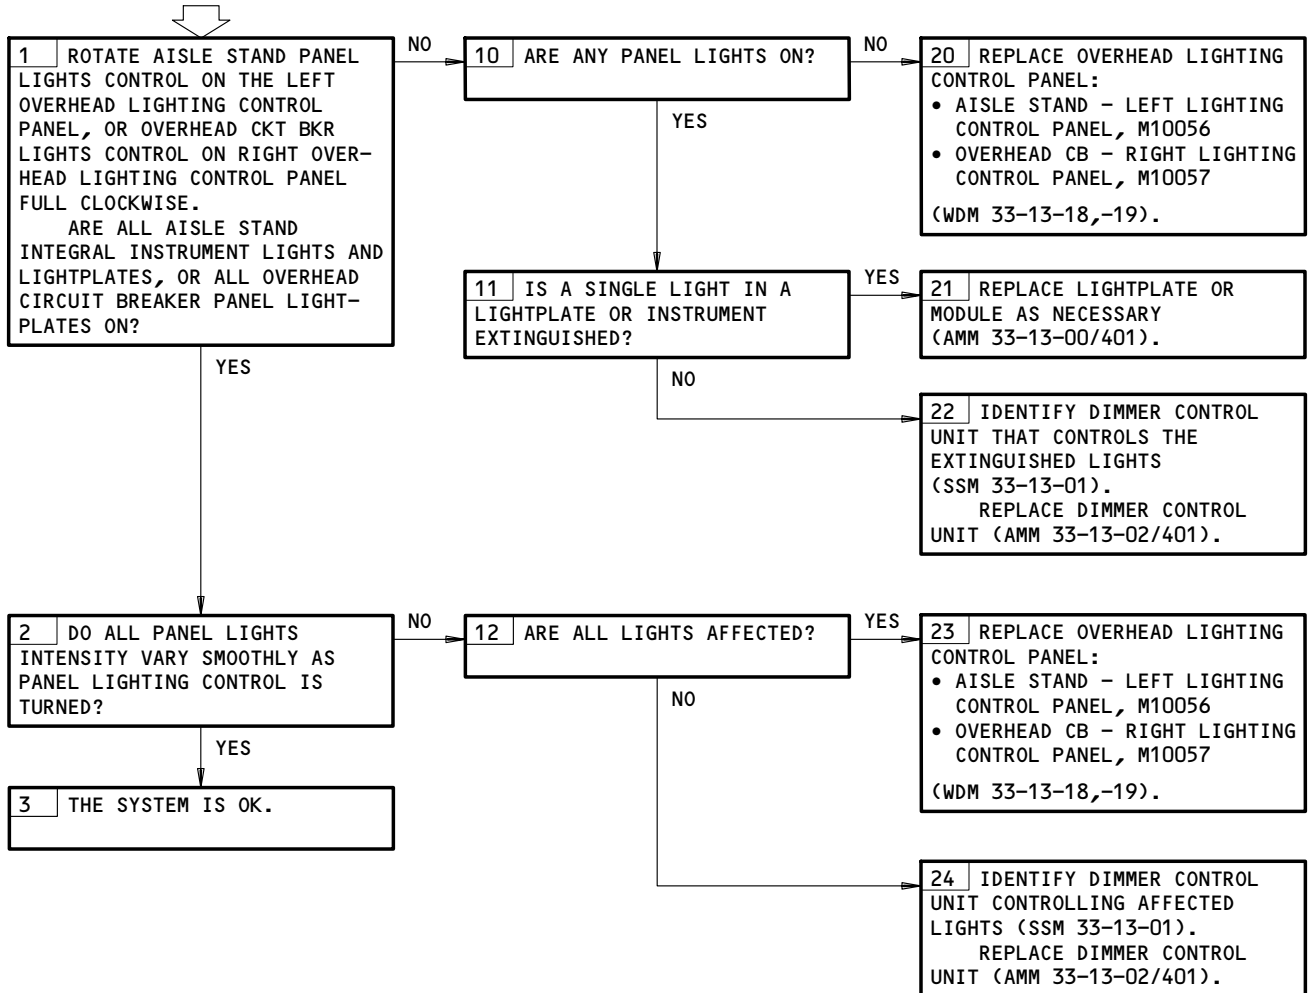 1 ROTATE AISLE STAND PANEL
LIGHTS CONTROL ON THE LEFT
OVERHEAD LIGHTING CONTROL
PANEL, OR OVERHEAD CKT BKR
LIGHTS CONTROL ON RIGHT OVER-
HEAD LIGHTING CONTROL PANEL
FULL CLOCKWISE.
ARE ALL AISLE STAND
INTEGRAL INSTRUMENT LIGHTS AND
LIGHTPLATES, OR ALL OVERHEAD
CIRCUIT BREAKER PANEL LIGHT-
PLATES ON?
NO
10 ARE ANY PANEL LIGHTS ON?
NO
20 REPLACE OVERHEAD LIGHTING
CONTROL PANEL:
• AISLE STAND - LEFT LIGHTING
CONTROL PANEL, M10056
• OVERHEAD CB - RIGHT LIGHTING
CONTROL PANEL, M10057
(WDM 33-13-18,-19).
YES
11 IS A SINGLE LIGHT IN A
LIGHTPLATE OR INSTRUMENT
EXTINGUISHED?
YES
21 REPLACE LIGHTPLATE OR
MODULE AS NECESSARY
(AMM 33-13-00/401).
NO
22 IDENTIFY DIMMER CONTROL
UNIT THAT CONTROLS THE
EXTINGUISHED LIGHTS
(SSM 33-13-01).
REPLACE DIMMER CONTROL
UNIT (AMM 33-13-02/401).
YES
2 DO ALL PANEL LIGHTS
INTENSITY VARY SMOOTHLY AS
PANEL LIGHTING CONTROL IS
TURNED?
NO
12 ARE ALL LIGHTS AFFECTED?
YES
23 REPLACE OVERHEAD LIGHTING
CONTROL PANEL:
• AISLE STAND - LEFT LIGHTING
CONTROL PANEL, M10056
• OVERHEAD CB - RIGHT LIGHTING
CONTROL PANEL, M10057
(WDM 33-13-18,-19).
NO
24 IDENTIFY DIMMER CONTROL
UNIT CONTROLLING AFFECTED
LIGHTS (SSM 33-13-01).
REPLACE DIMMER CONTROL
UNIT (AMM 33-13-02/401).
YES
3 THE SYSTEM IS OK.